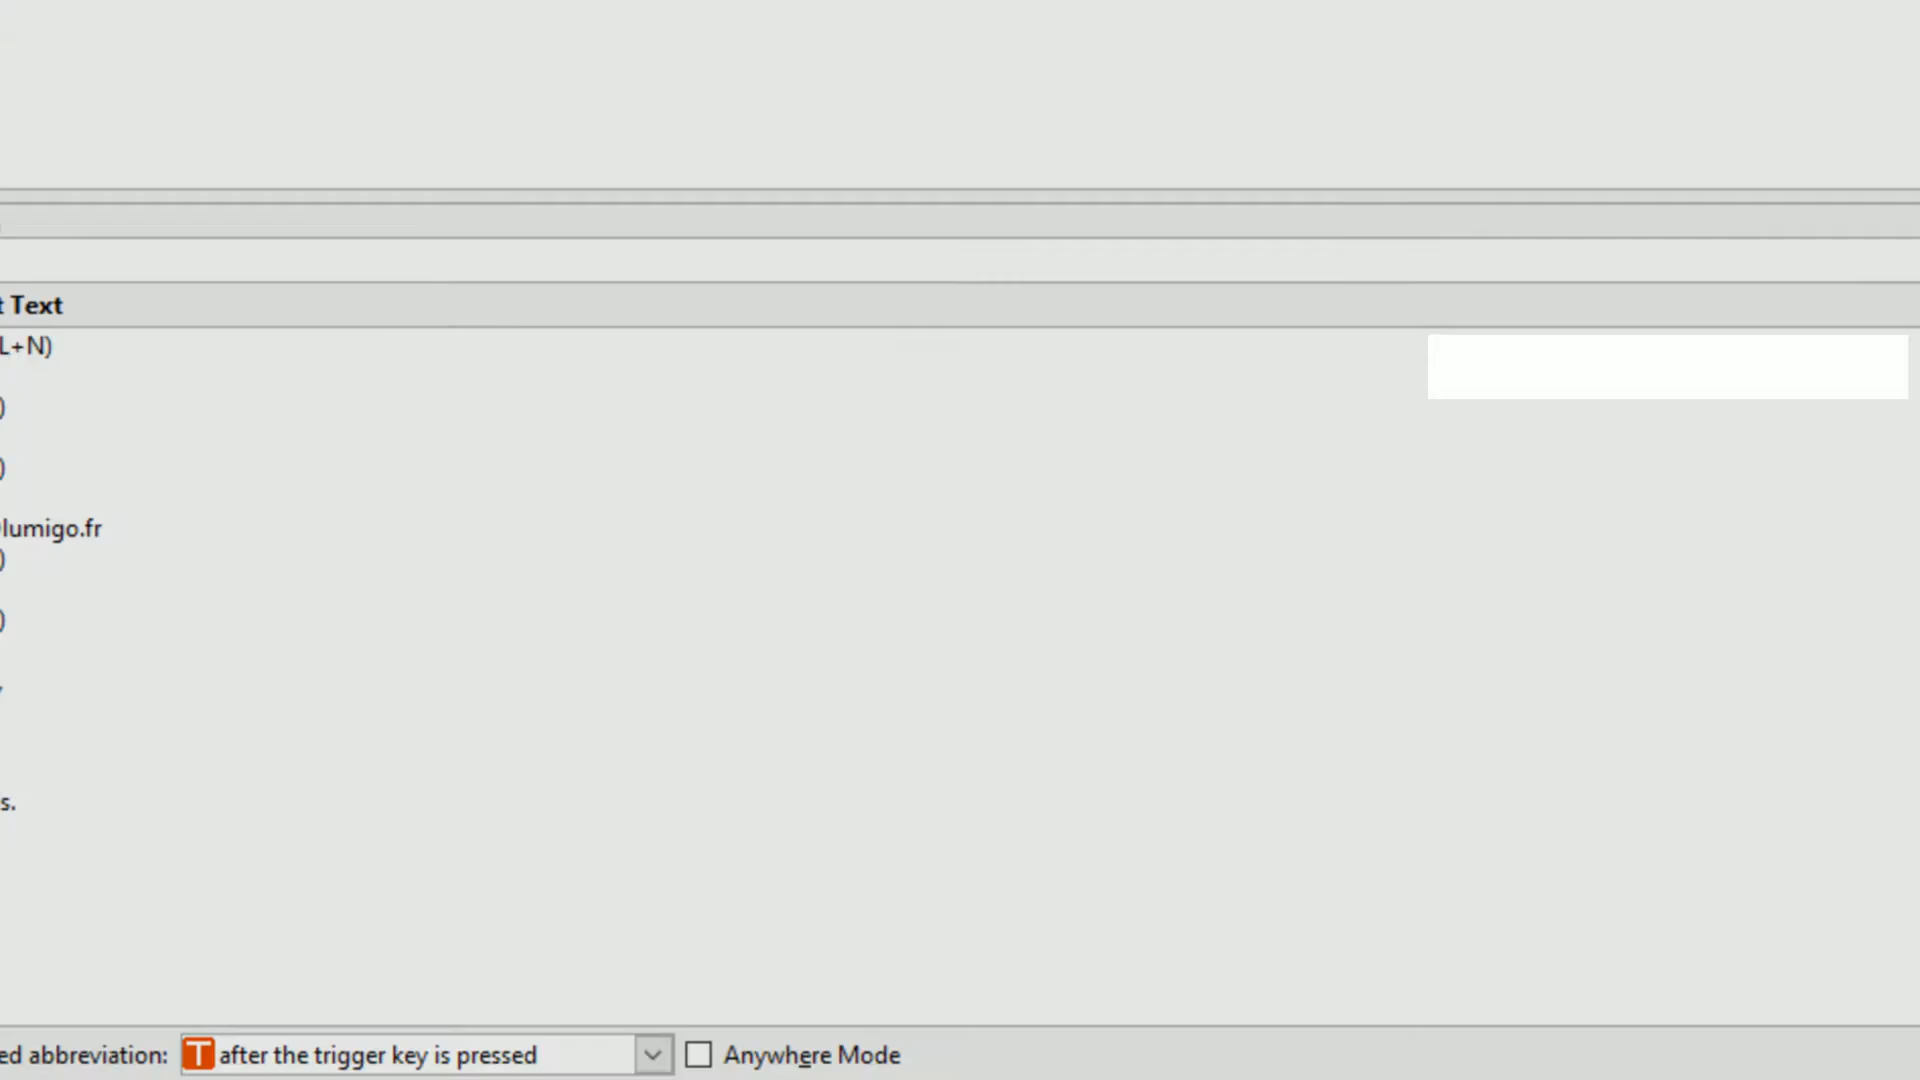 t Text
L+N)
)
)
lumigo.fr
)
)
s.
ed abbreviation: T after the trigger key is pressed Anywhere Mode